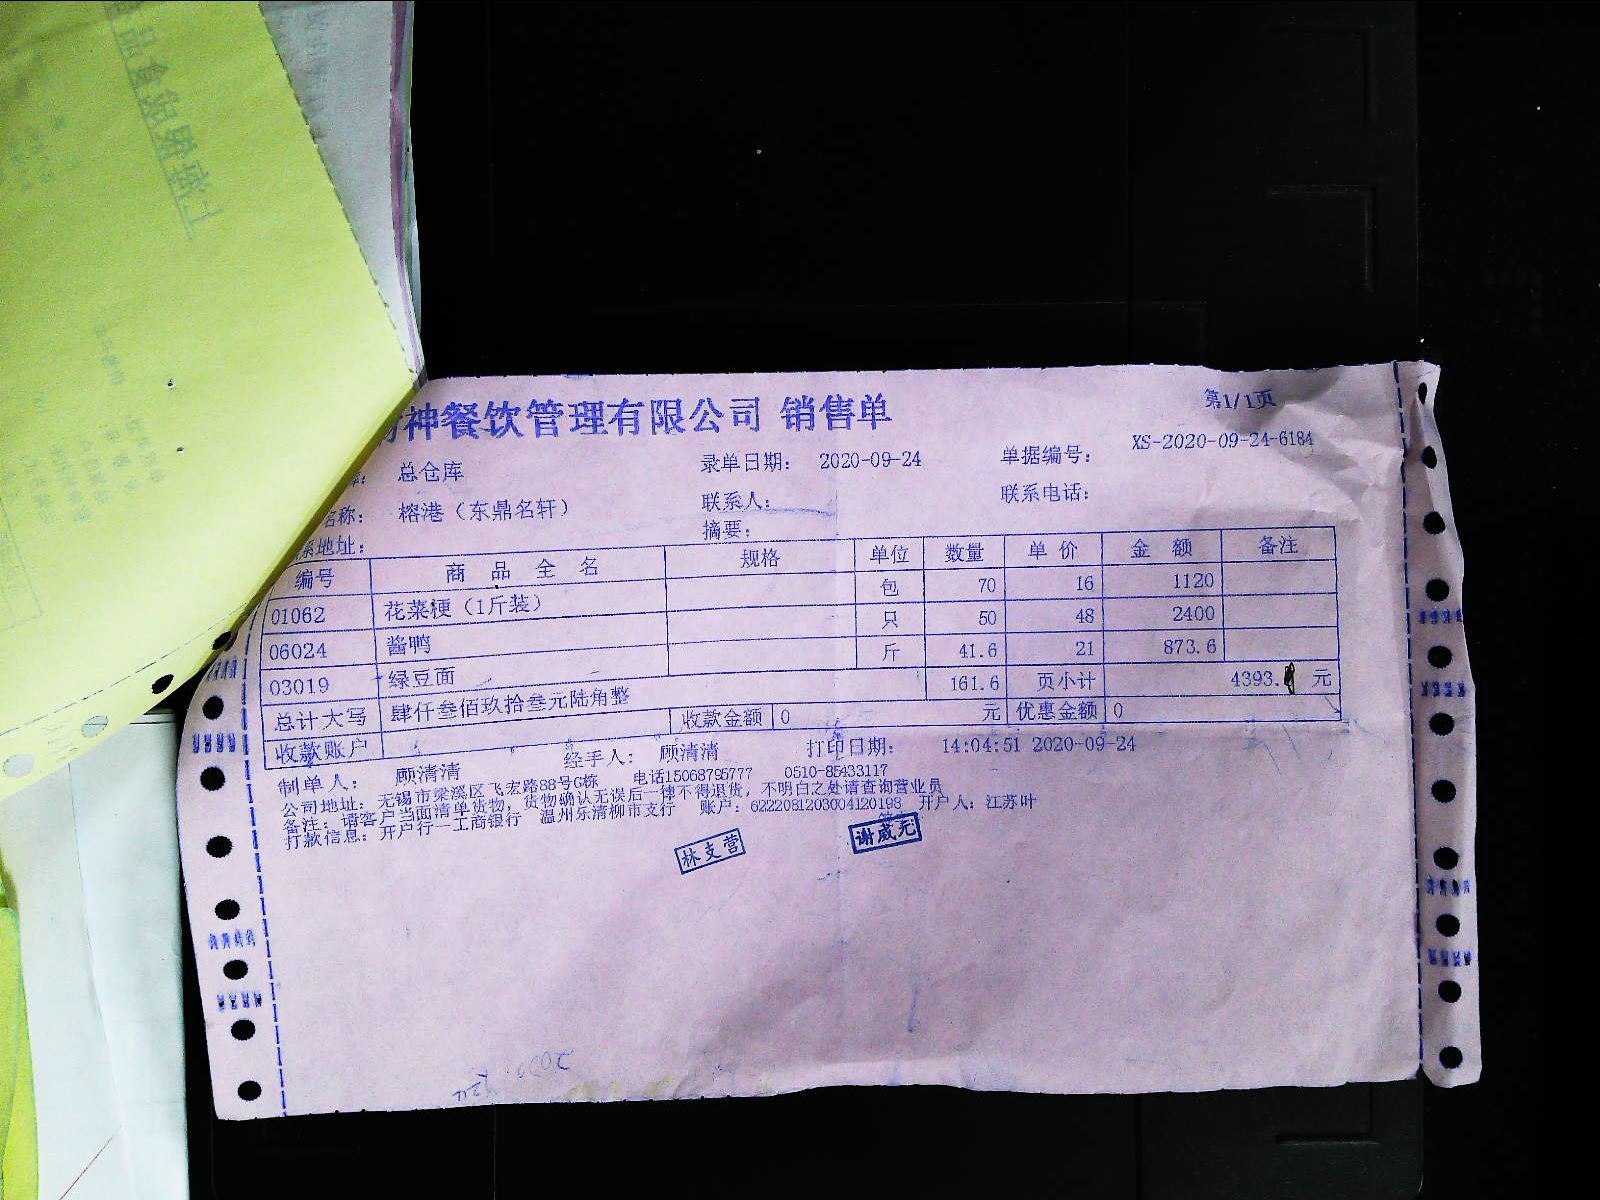 神餐饮管理有限公司 销售单
第1/1页
总仓库 录单日期: 2020-09-24 单据编号: XS-2020-09-24-6184
名称: 榕港(东鼎名轩) 联系人: 联系电话:
系地址: 摘要:
编号 商品全名 规格 单位 数量 单价 金额 备注
01062 花菜梗(1斤装) 包 70 16 1120
06024 酱鸭 只 50 48 2400
03019 绿豆面 斤 41.6 21 873.6
总计大写 肆仟叁佰玖拾叁元陆角整 161.6 页小计 4393. 元
收款账户 收款金额 0 元 优惠金额 0
制单人: 顾清清 经手人: 顾清清 打印日期: 14:04:51 2020-09-24
公司地址: 无锡市梁溪区飞宏路88号G栋 电话15068795777 0510-85433117
备注: 请客户当面清单货物,货物确认无误后一律不得退货,不明白之处请查询营业员
打款信息: 开户行—工商银行 温州乐清柳市支行 账户: 6222081203004120198 开户人: 江苏叶
林支营
谢威元